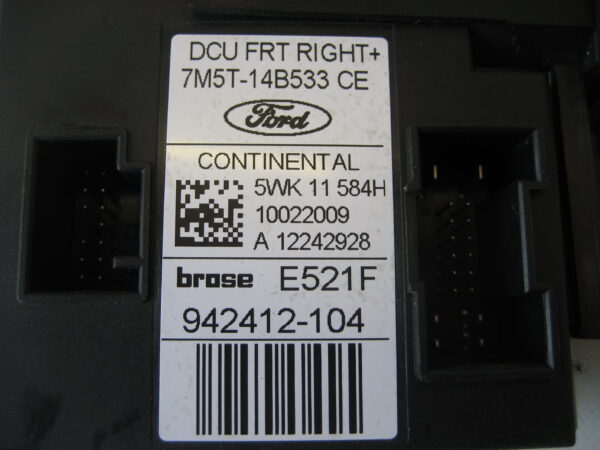 DCU FRT RIGHT+
7M5T-14B533 CE
Ford
CONTINENTAL
5WK 11 584H
10022009
A 12242928
brose E521F
942412-104